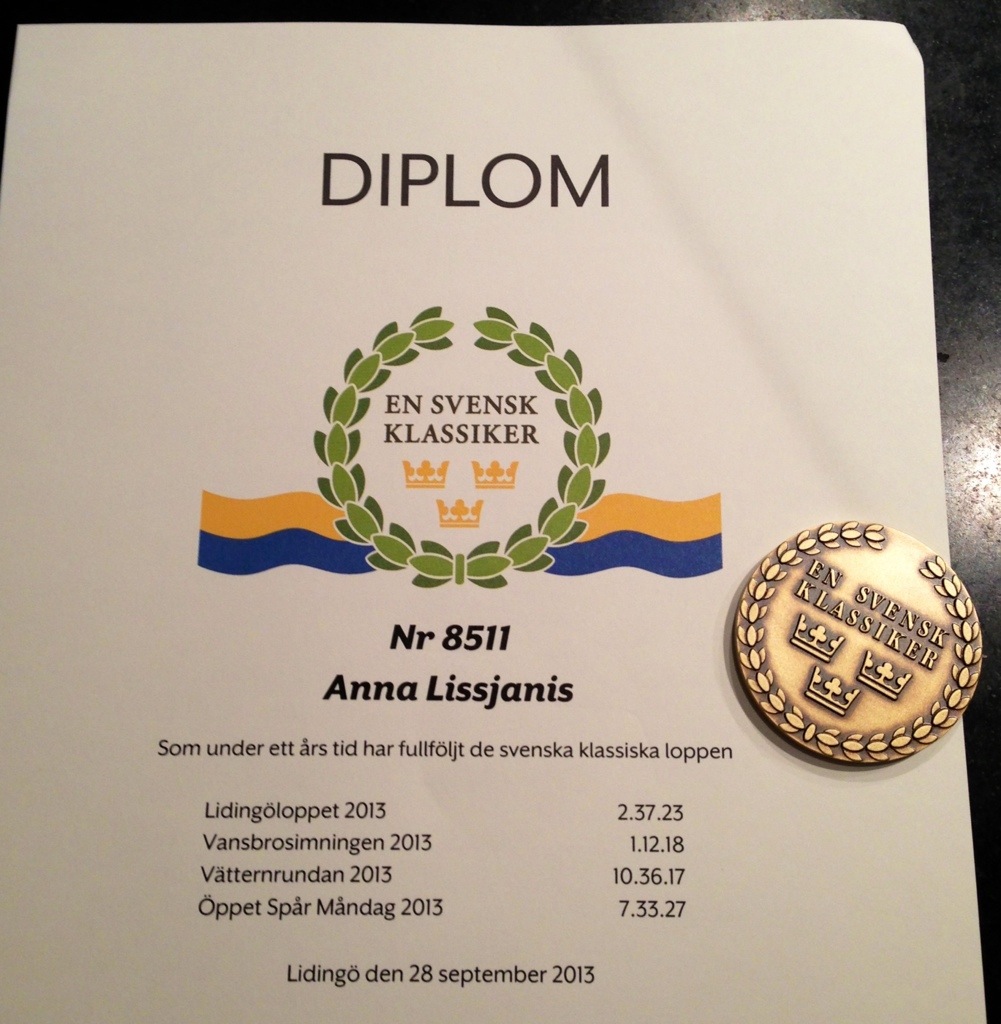 DIPLOM
EN SVENSK
KLASSIKER
Nr 8511
Anna Lissjanis
Som under ett års tid har fullföljt de svenska klassiska loppen
Lidingöloppet 2013 2.37.23
Vansbrosimningen 2013 1.12.18
Vätternrundan 2013 10.36.17
Öppet Spår Måndag 2013 7.33.27
Lidingö den 28 september 2013
EN SVENSK
KLASSIKER